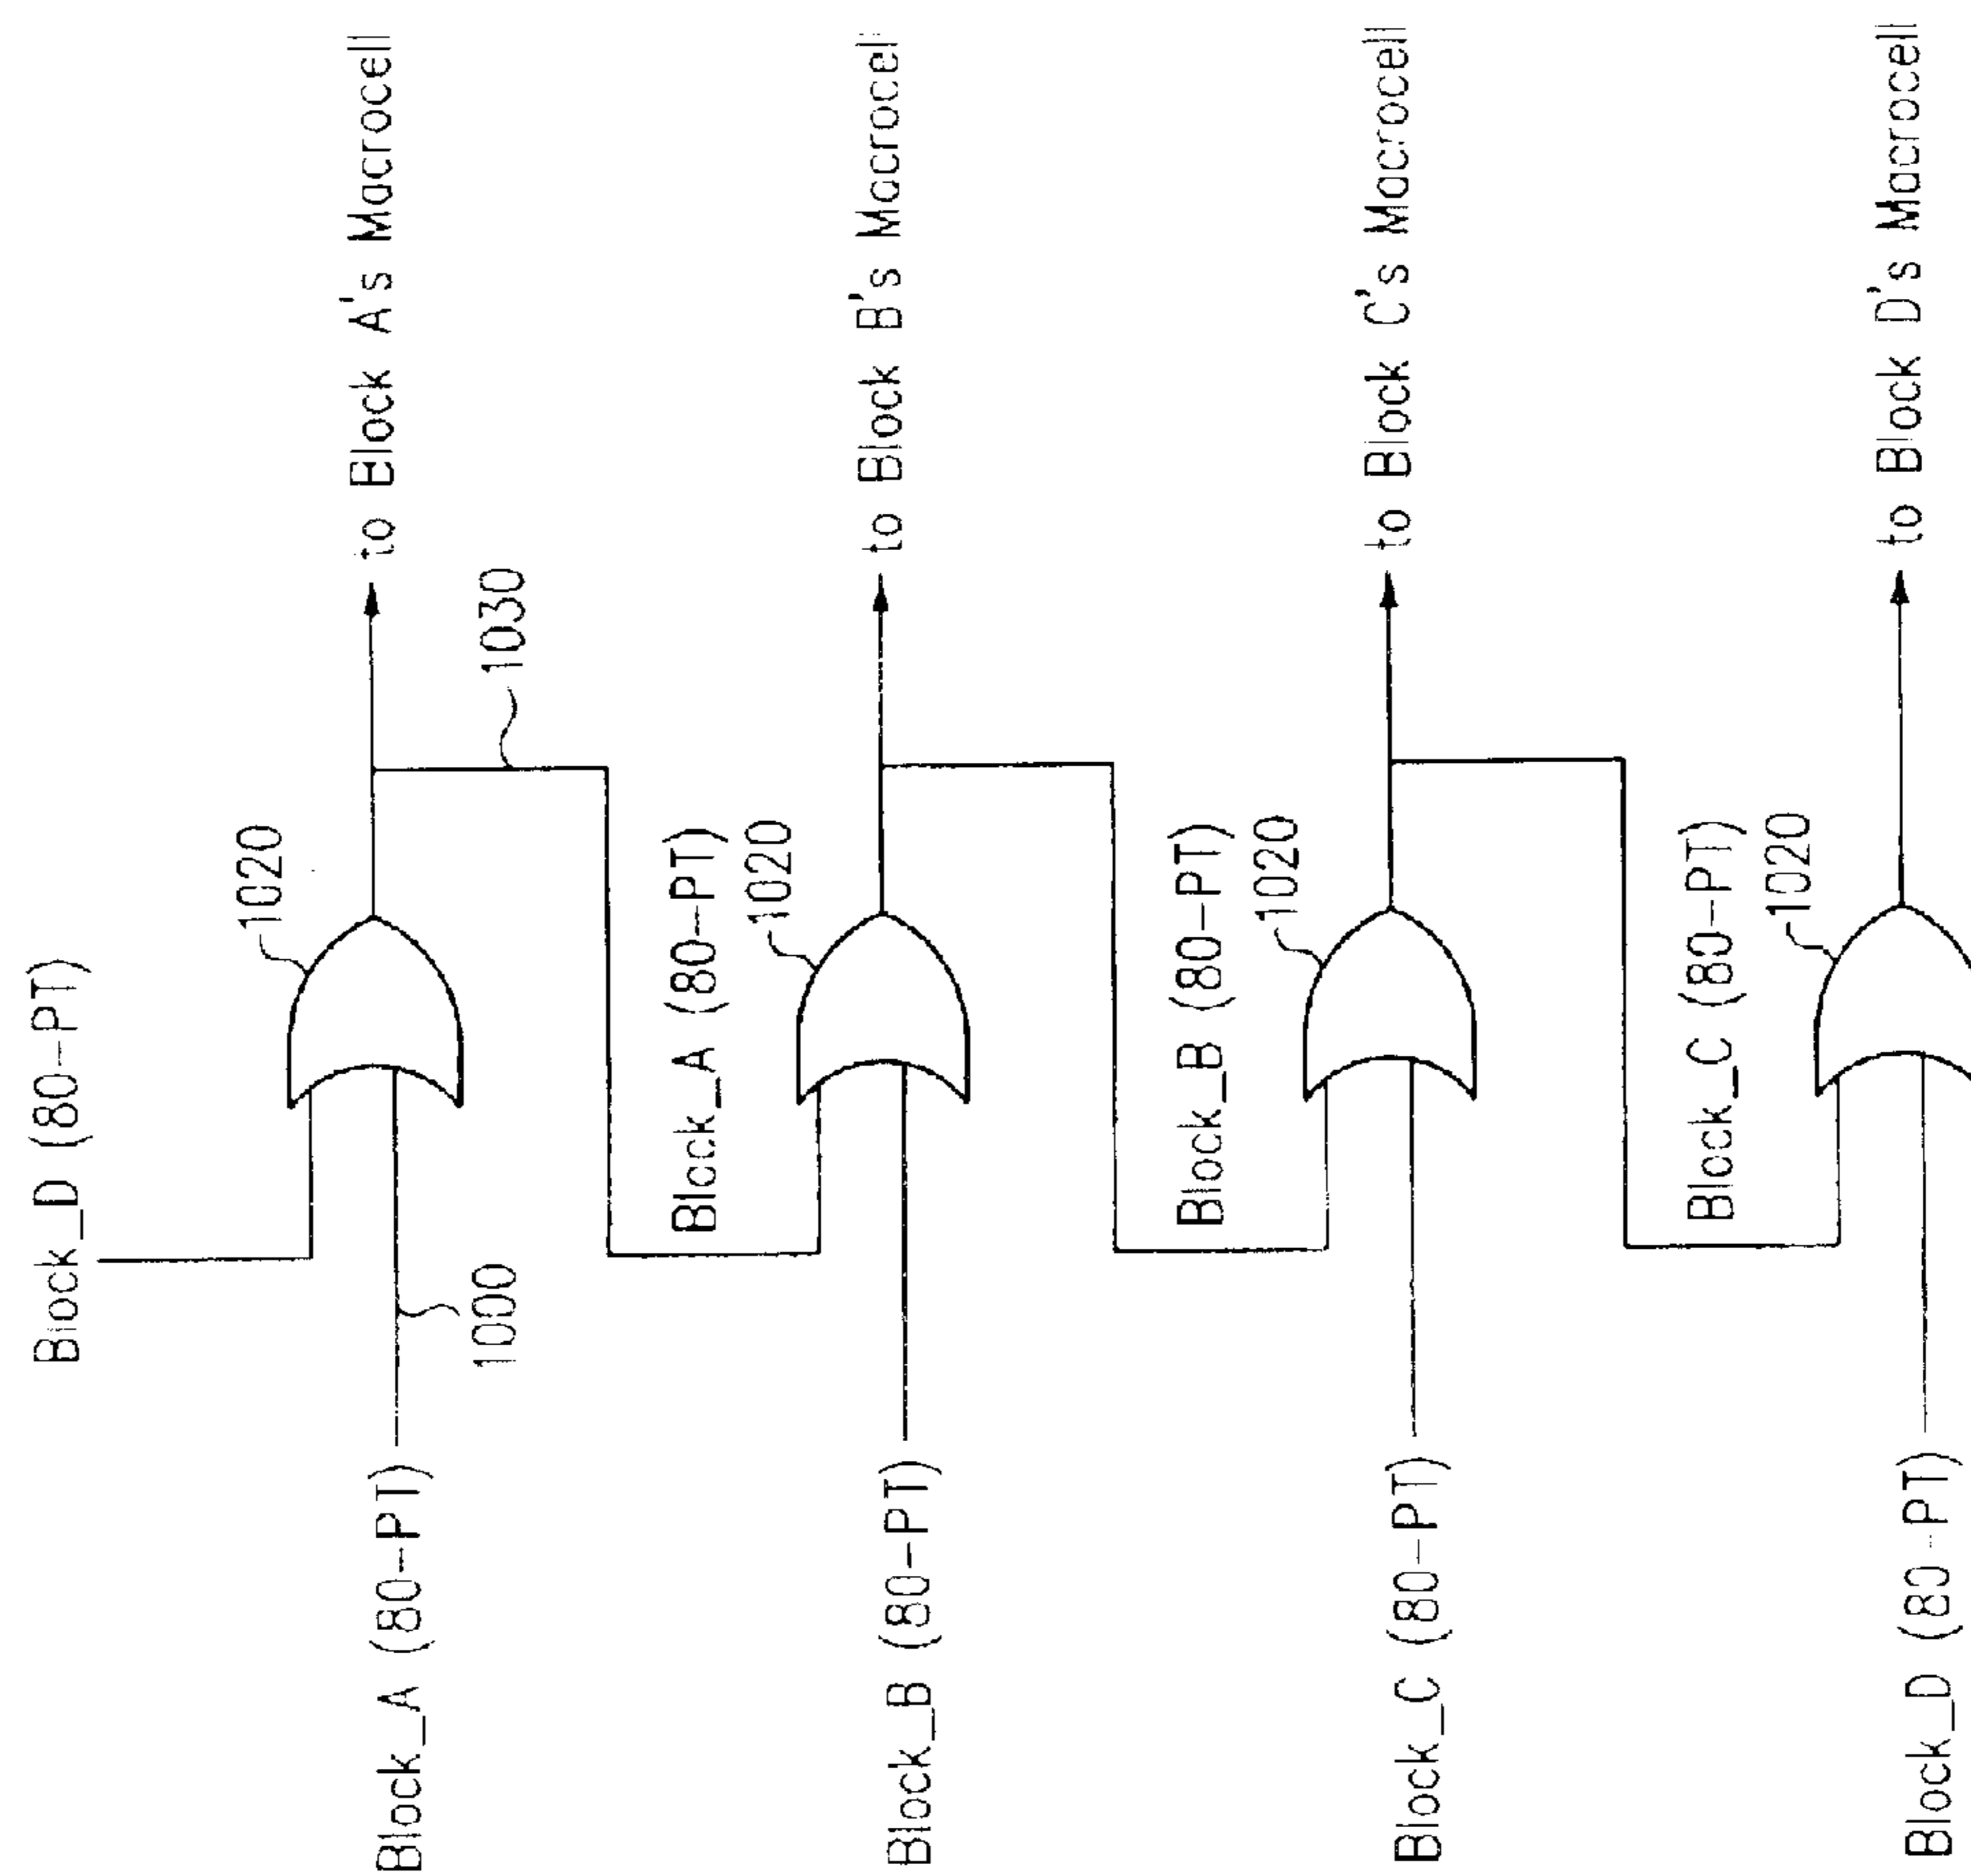 Block_D (80-PT)
1020
Block_A (80-PT)
1000
1030
to Block A's Macrocell
Block_A (80-PT)
1020
Block_B (80-PT)
to Block B's Macrocell
Block_B (80-PT)
1020
Block_C (80-PT)
to Block C's Macrocell
Block_C (80-PT)
1020
Block_D (80-PT)
to Block D's Macrocell